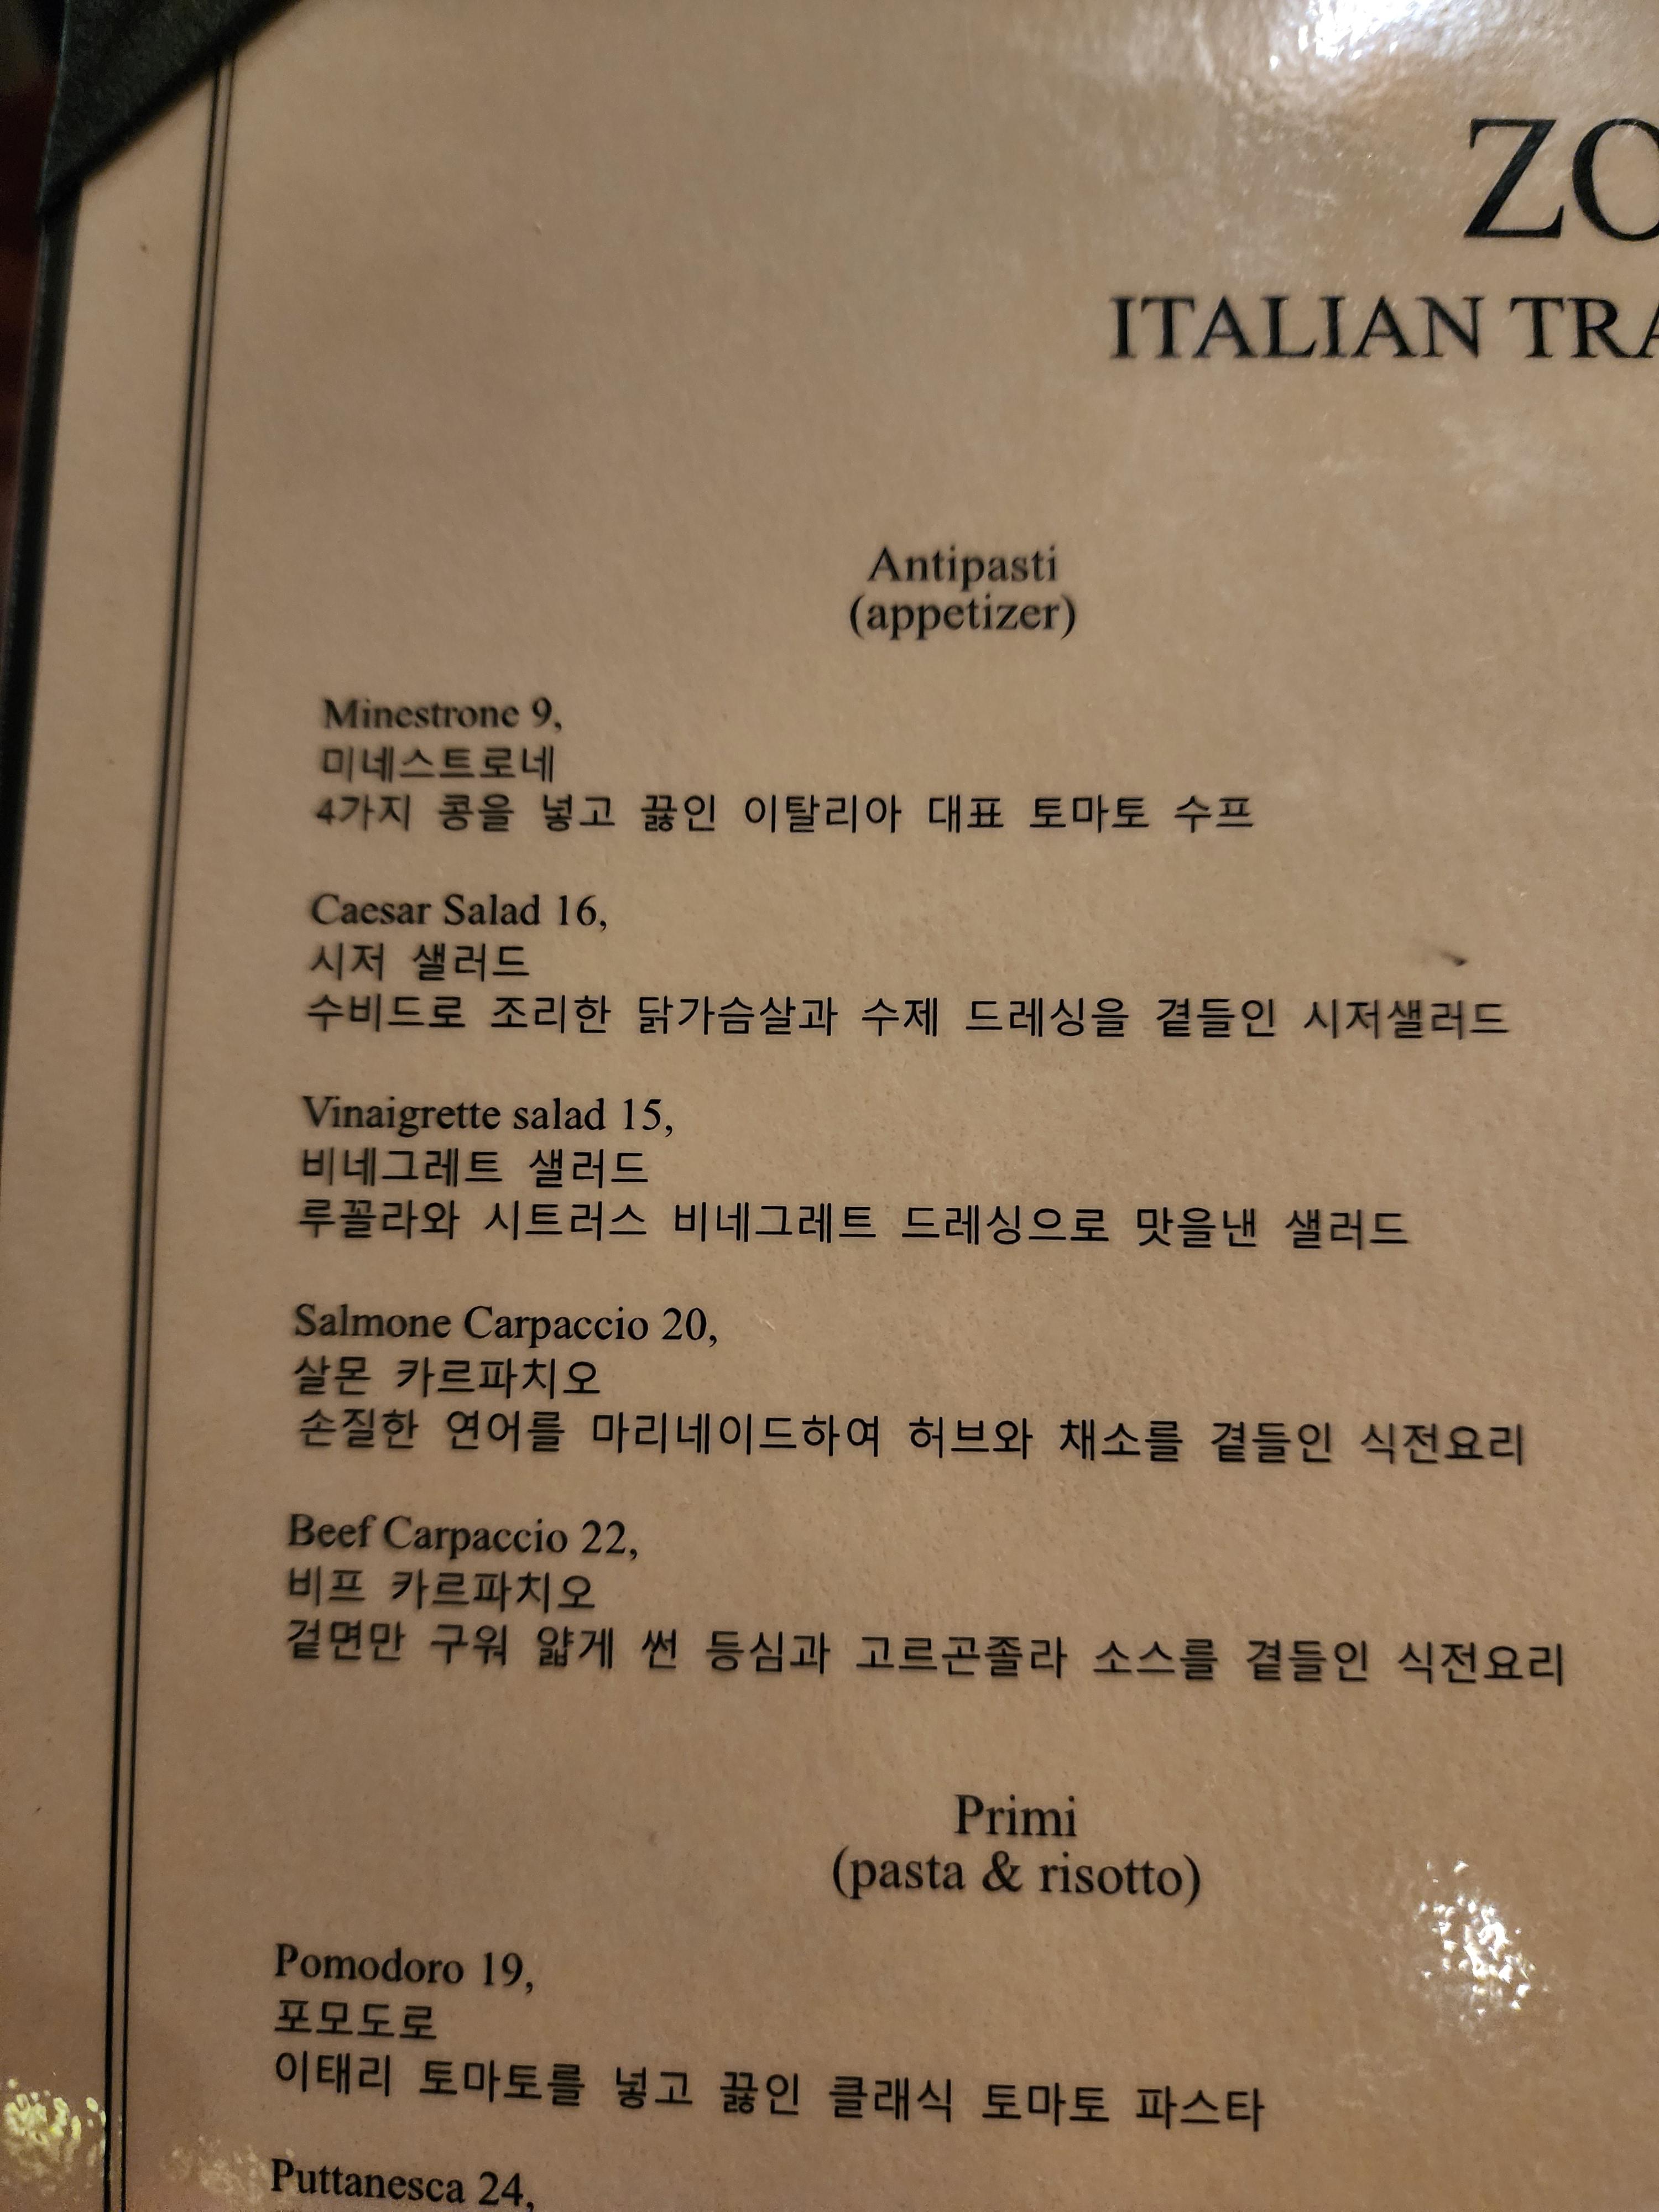 ZO
ITALIAN TRA
Antipasti
(appetizer)
Minestrone 9,
미네스트로네
4가지 콩을 넣고 끓인 이탈리아 대표 토마토 수프
Caesar Salad 16,
시저 샐러드
수비드로 조리한 닭가슴살과 수제 드레싱을 곁들인 시저샐러드
Vinaigrette salad 15,
비네그레트 샐러드
루꼴라와 시트러스 비네그레트 드레싱으로 맛을낸 샐러드
Salmone Carpaccio 20,
살몬 카르파치오
손질한 연어를 마리네이드하여 허브와 채소를 곁들인 식전요리
Beef Carpaccio 22,
비프 카르파치오
겉면만 구워 얇게 썬 등심과 고르곤졸라 소스를 곁들인 식전요리
Primi
(pasta & risotto)
Pomodoro 19,
포모도로
이태리 토마토를 넣고 끓인 클래식 토마토 파스타
Puttanesca 24,